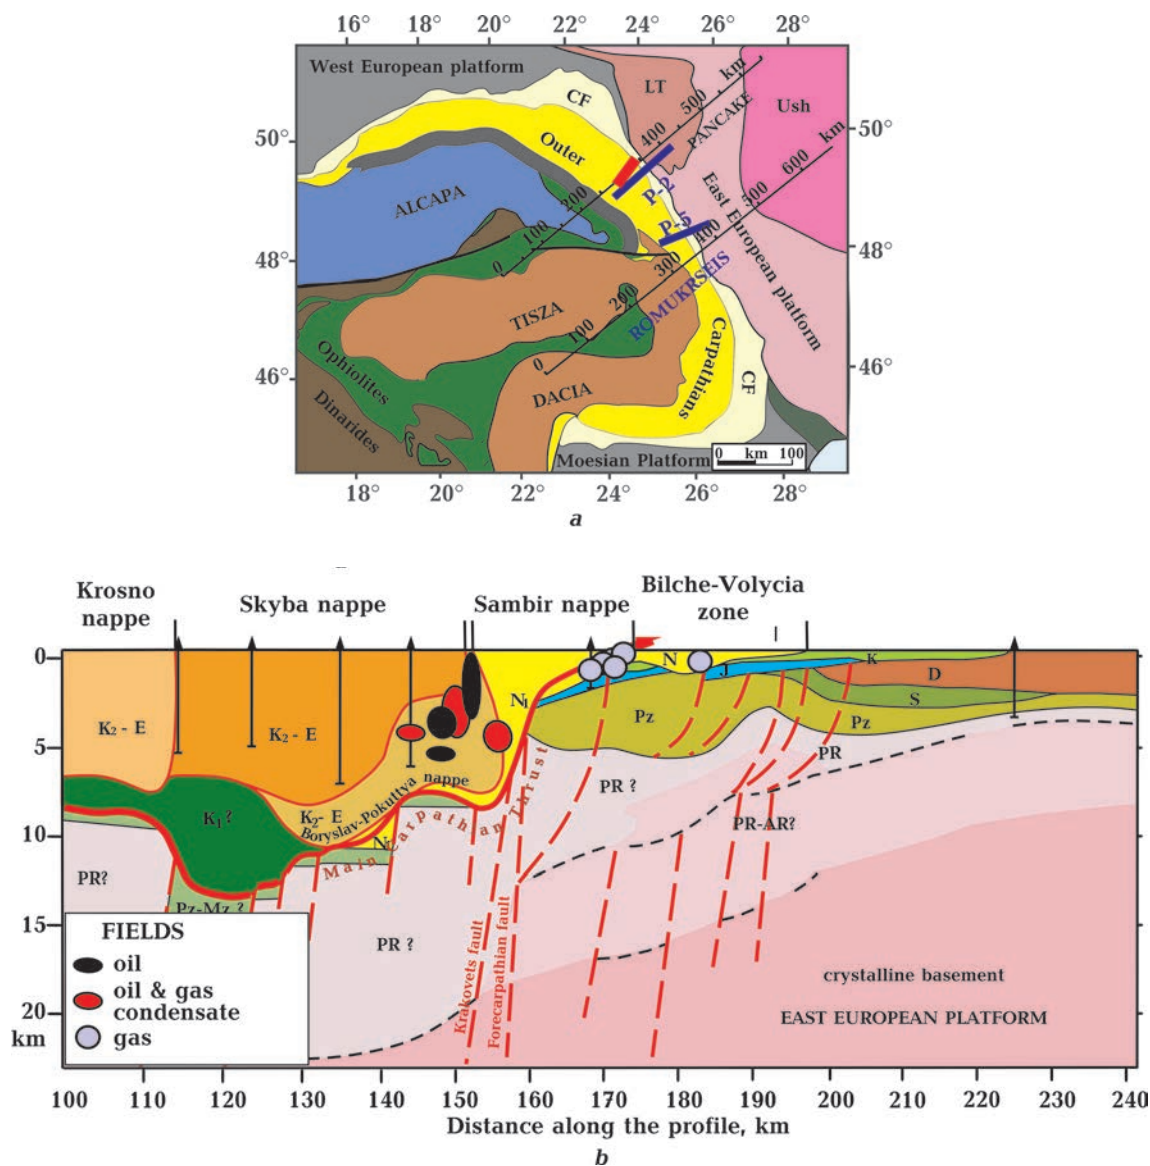 16° 18° 20° 22° 24° 26° 28°
West European platform
CF
LT
km
500
400
PANCAKE
Ush
km
600
500
400
50°
50°
Outer
ALCAPA
P-2
200
100
0
P-5
East European platform
48°
48°
300
200
100
0
ROMUKRSEIS
TISZA
Carpathians
CF
46°
46°
Ophiolites
Dinarides
DACIA
Moesian Platform
0 km 100
18° 20° 22° 24° 26° 28°
a
Krosno
nappe
Skyba nappe
Sambir nappe
Bilche-Volycia
zone
0
5
10
15
20
km
K₂ - E
K₂ - E
K₂- E
Boryslav-Pokuttya nappe
N₁
N
J
K
D
S
Pz
Pz
PR
PR ?
PR-AR?
K₁ ?
N
Main Carpathian Thrust
PR?
Pz-Mz ?
PR ?
Krakovets fault
Forecarpathian fault
crystalline basement
EAST EUROPEAN PLATFORM
FIELDS
oil
oil & gas
condensate
gas
100 110 120 130 140 150 160 170 180 190 200 210 220 230 240
Distance along the profile, km
b